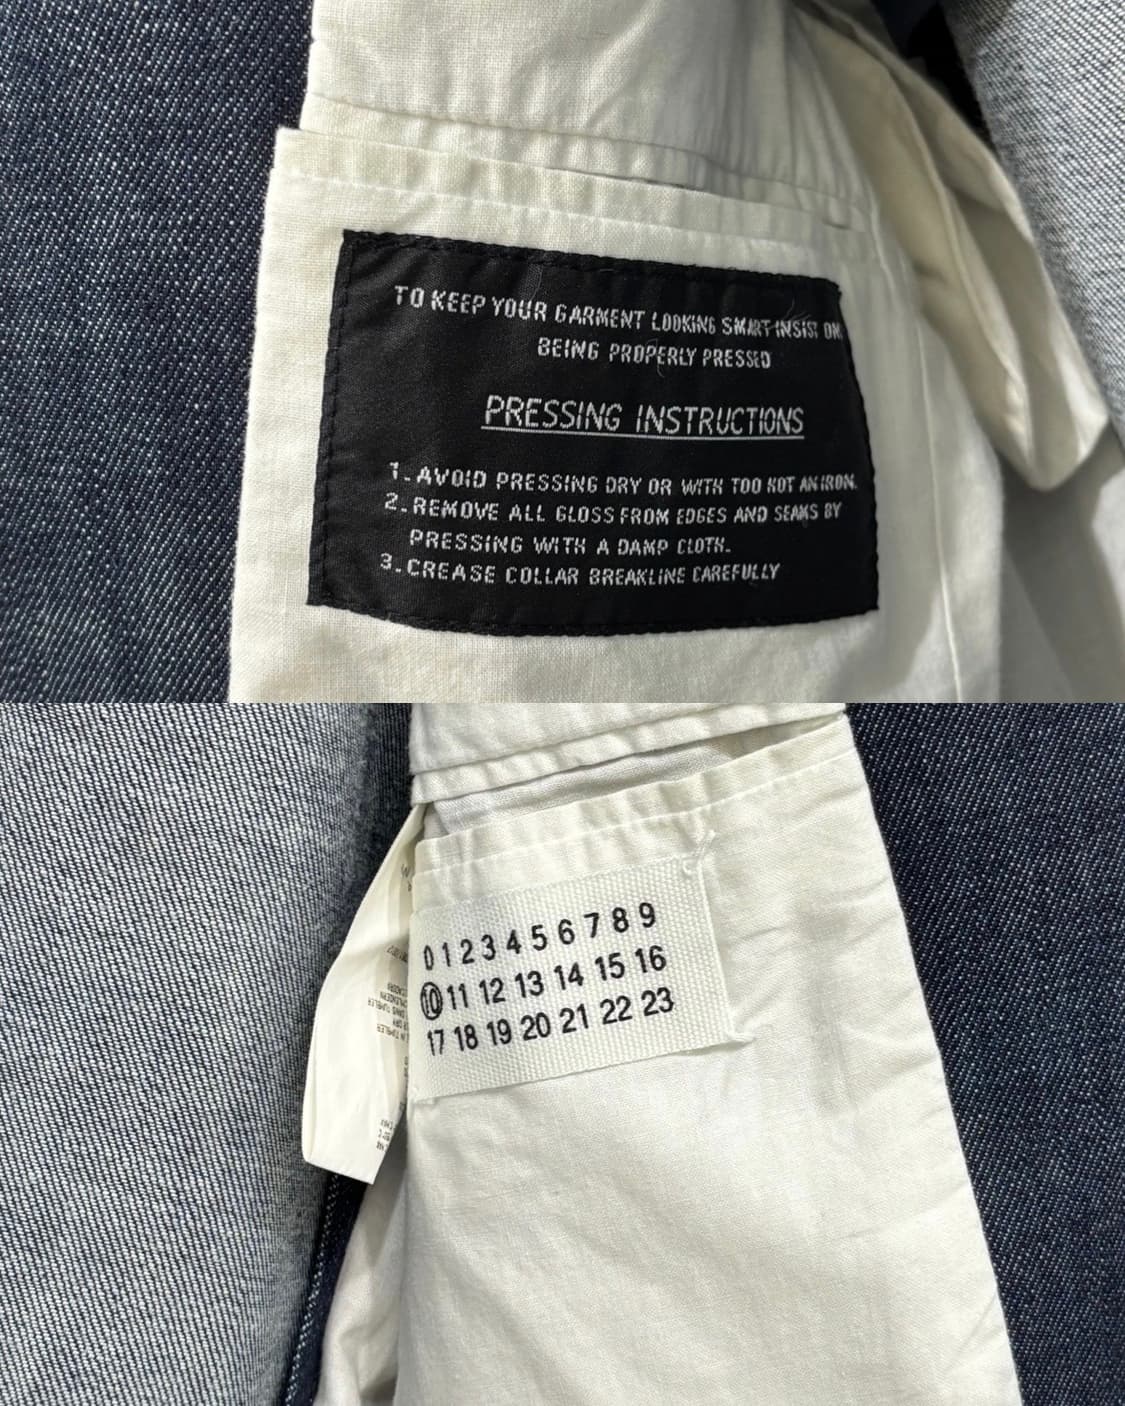 TO KEEP YOUR GARMENT LOOKING SMART INSIST ON
BEING PROPERLY PRESSED
PRESSING INSTRUCTIONS
1. AVOID PRESSING DRY OR WITH TOO HOT AN IRON.
2. REMOVE ALL GLOSS FROM EDGES AND SEAMS BY
PRESSING WITH A DAMP CLOTH.
3. CREASE COLLAR BREAKLINE CAREFULLY
0 1 2 3 4 5 6 7 8 9
10 11 12 13 14 15 16
17 18 19 20 21 22 23